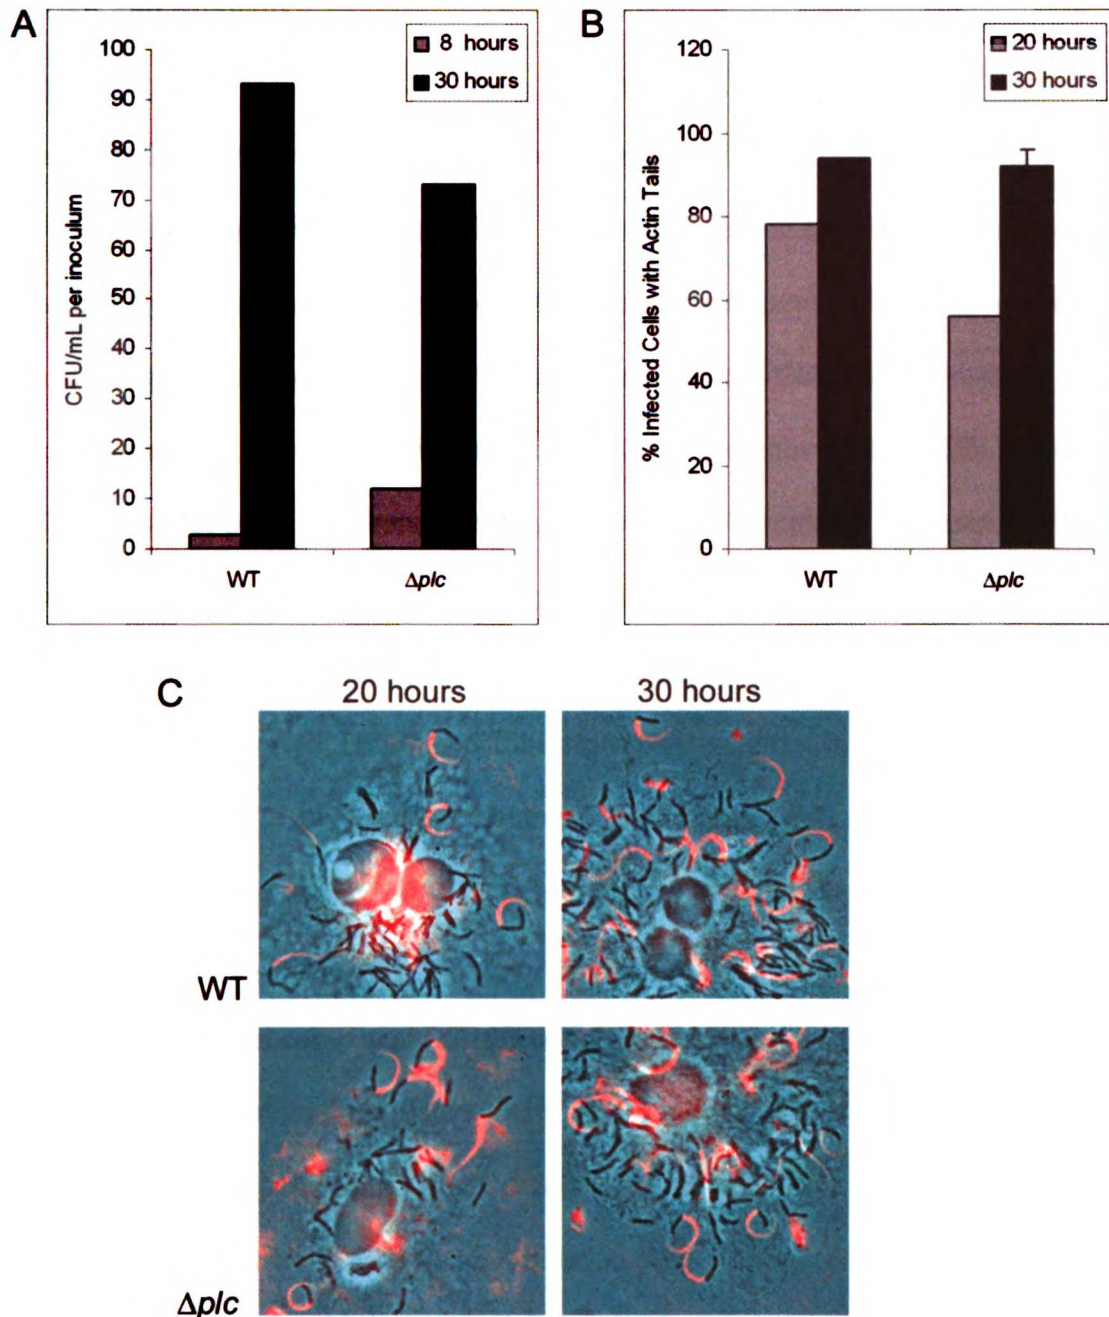 A
8 hours
30 hours
CFU/mL per inoculum
100
90
80
70
60
50
40
30
20
10
0
WT
Δplc
B
20 hours
30 hours
% Infected Cells with Actin Tails
120
100
80
60
40
20
0
WT
Δplc
C
20 hours
30 hours
WT
Δplc